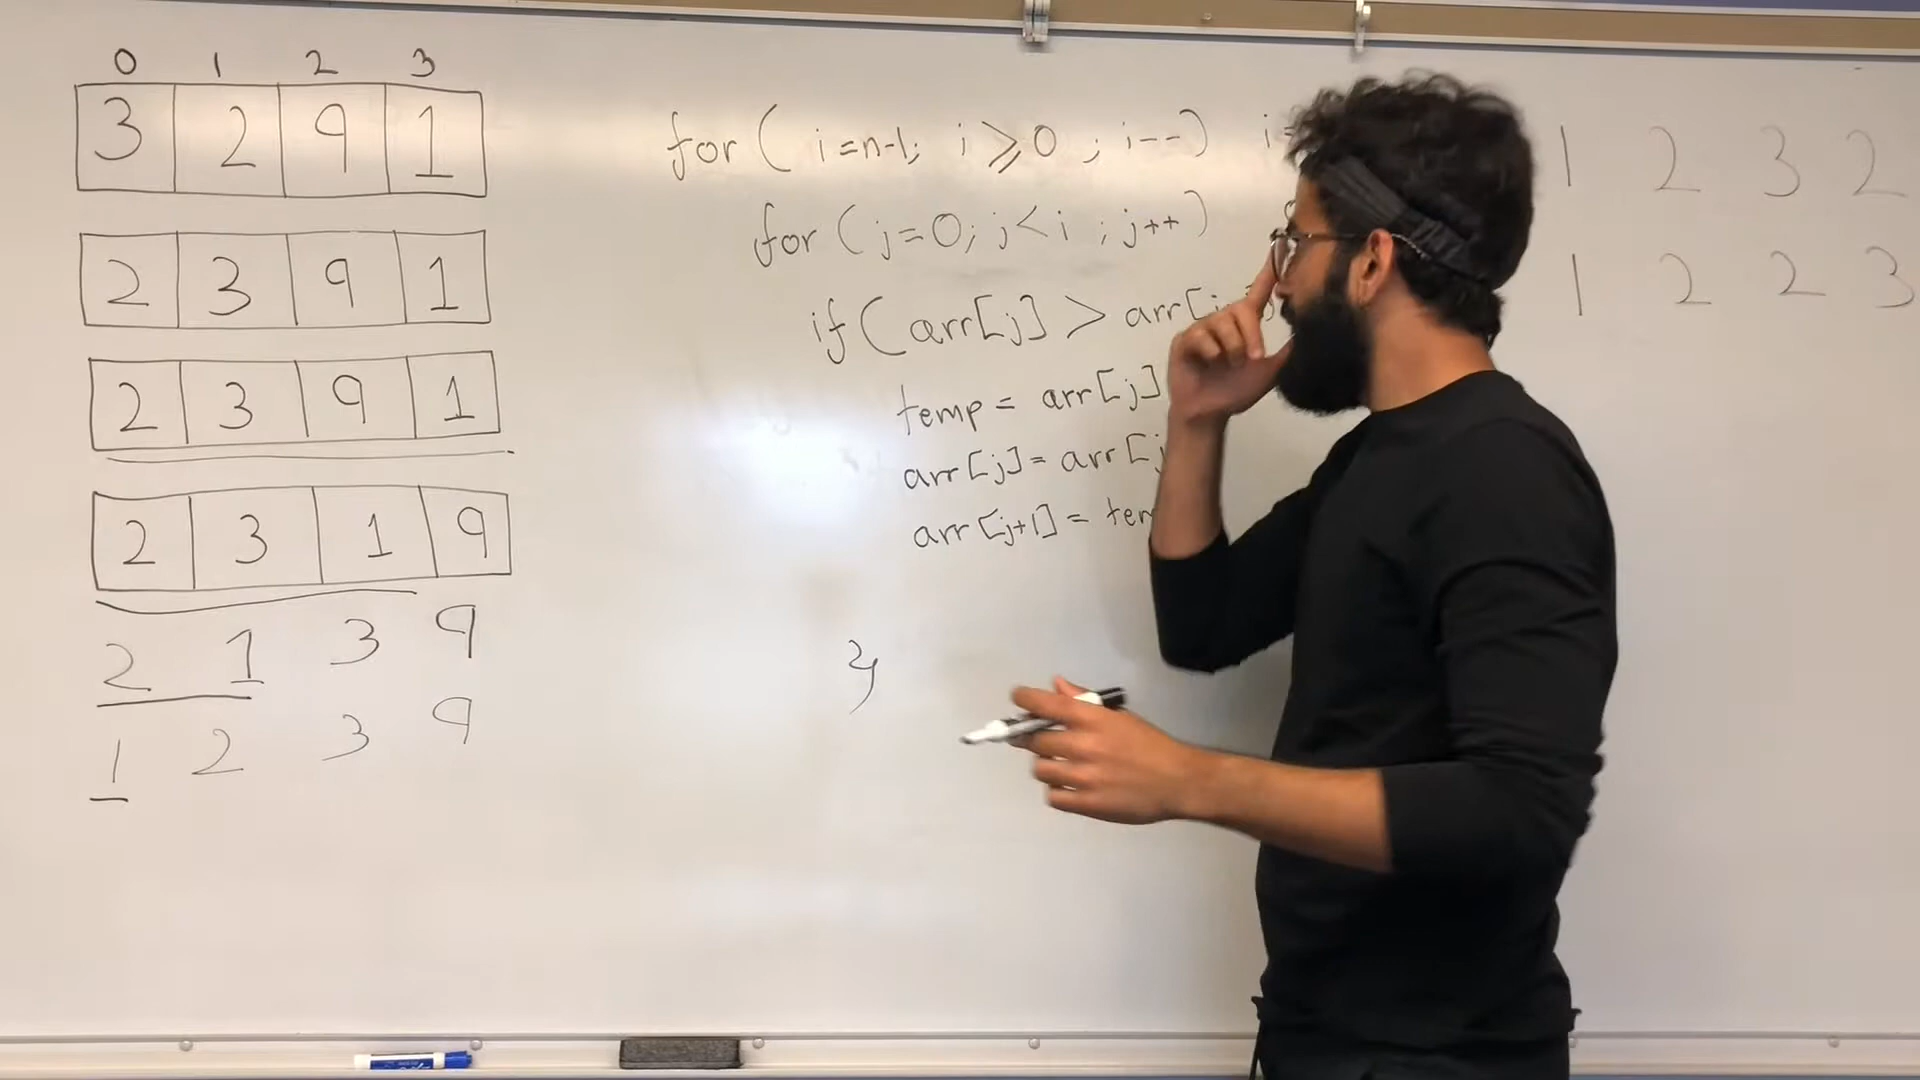 0 1 2 3
3 2 9 1
2 3 9 1
2 3 9 1
2 3 1 9
2 1 3 9
1 2 3 9
for ( i=n-1; i ⩾ 0 ; i-- ) i=
for ( j=0; j < i ; j++ )
if ( arr[j] > arr[
temp = arr[j]
arr[j] = arr[j
arr[j+1] = tem
}
1 2 3 2
1 2 2 3